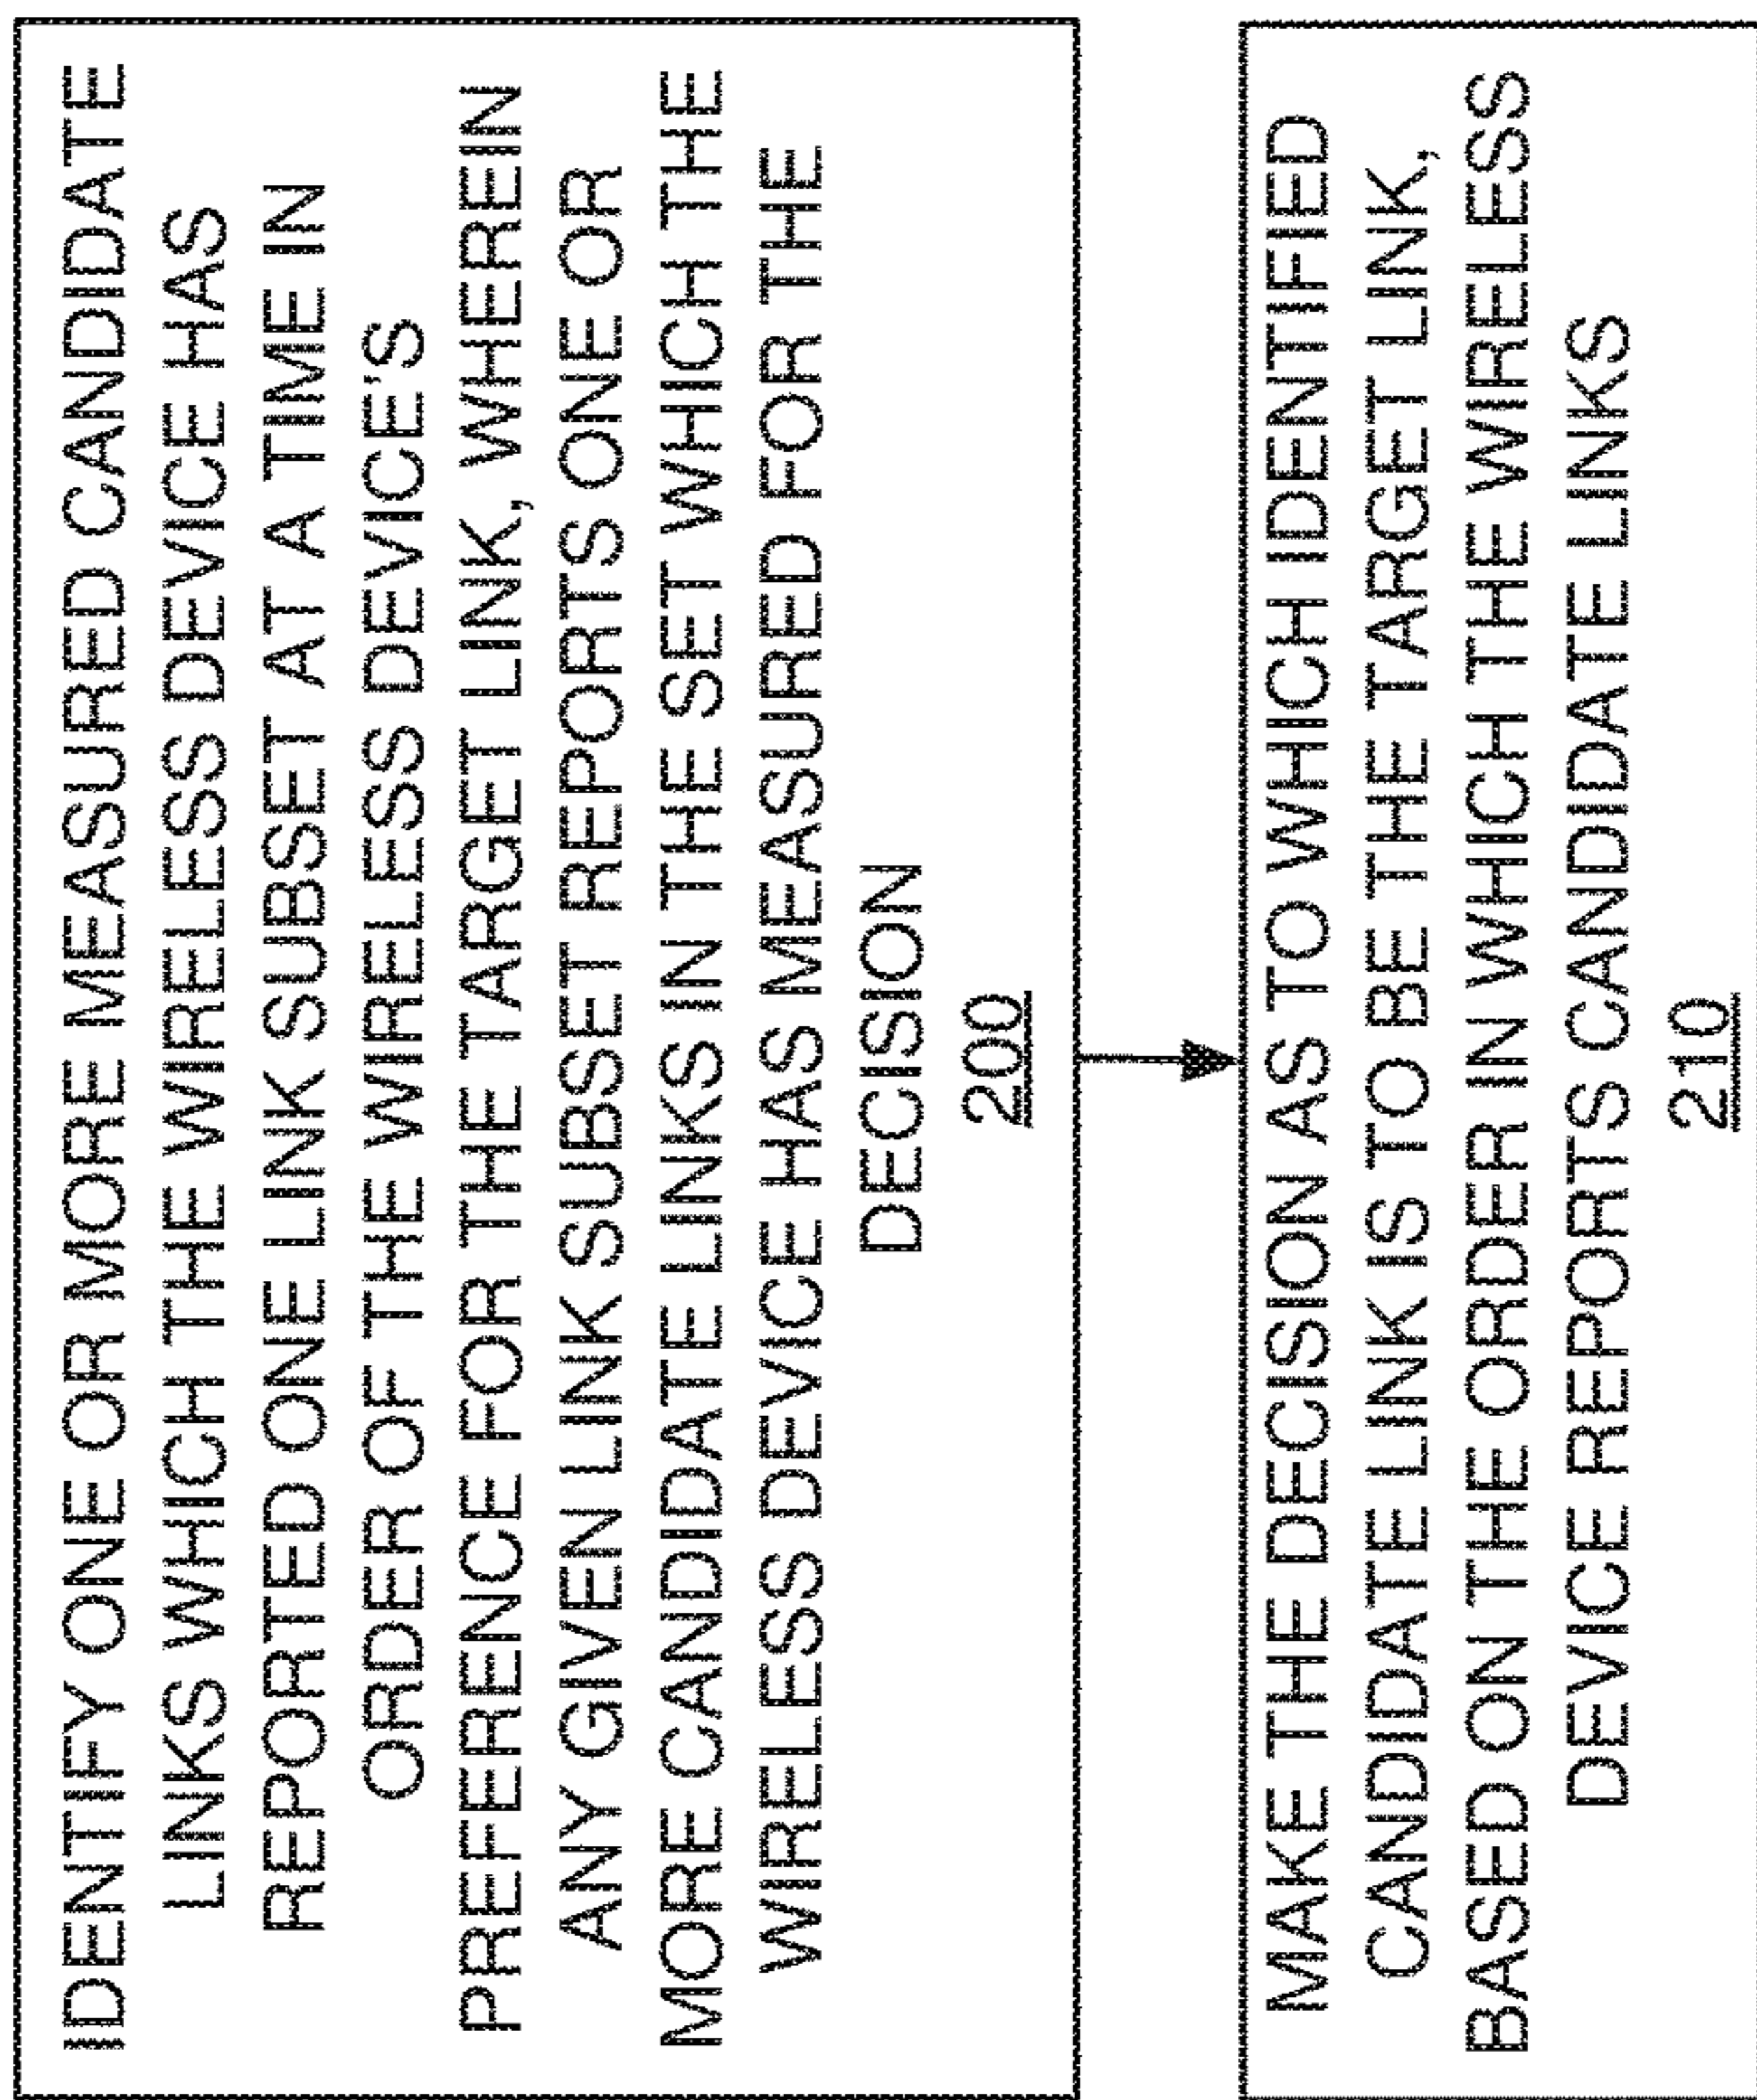 IDENTIFY ONE OR MORE MEASURED CANDIDATE
LINKS WHICH THE WIRELESS DEVICE HAS
REPORTED ONE LINK SUBSET AT A TIME IN
ORDER OF THE WIRELESS DEVICE'S
PREFERENCE FOR THE TARGET LINK, WHEREIN
ANY GIVEN LINK SUBSET REPORTS ONE OR
MORE CANDIDATE LINKS IN THE SET WHICH THE
WIRELESS DEVICE HAS MEASURED FOR THE
DECISION
200
MAKE THE DECISION AS TO WHICH IDENTIFIED
CANDIDATE LINK IS TO BE THE TARGET LINK,
BASED ON THE ORDER IN WHICH THE WIRELESS
DEVICE REPORTS CANDIDATE LINKS
210